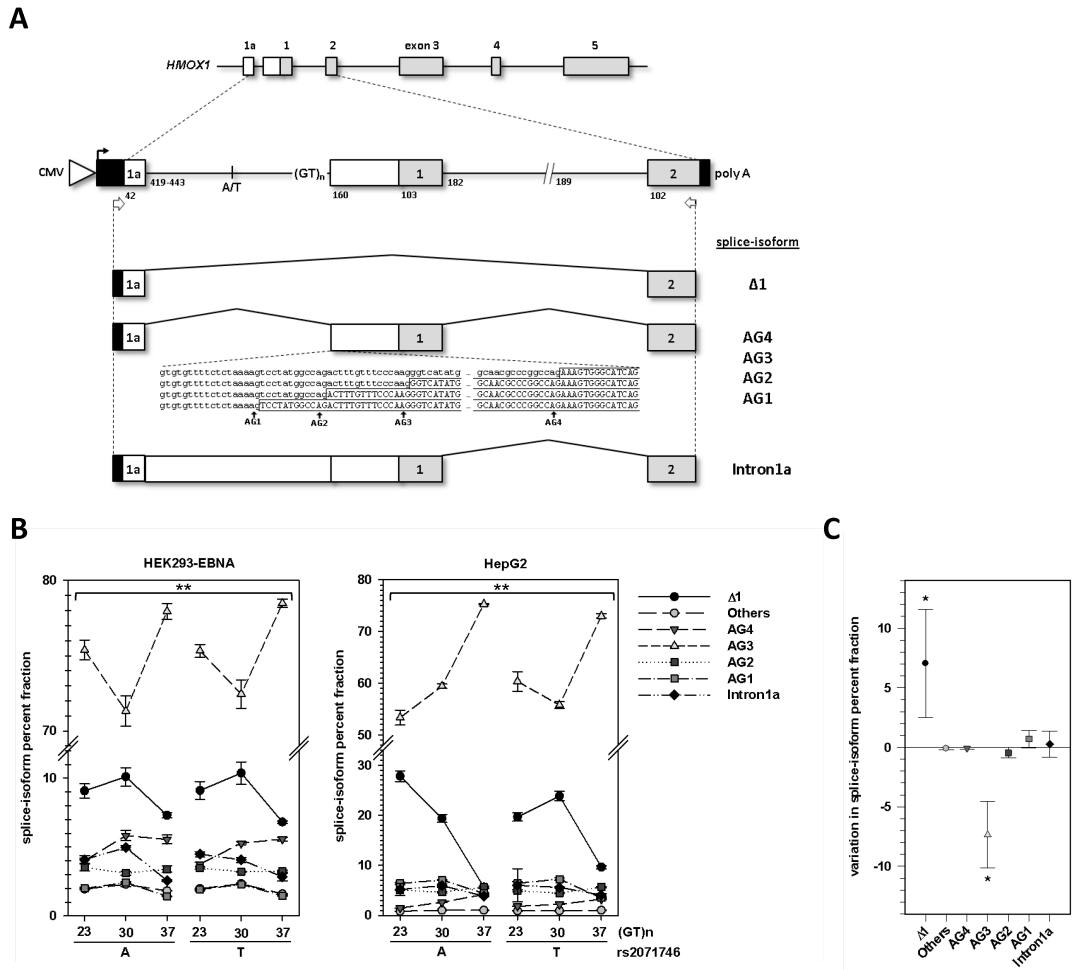 A
1a 1 2 exon 3 4 5
HMOX1
CMV 1a (GT)n 1 2 poly A
419-443 A/T 182 189
42 160 103 102
splice-isoform
1a 2 Δ1
1a 1 2 AG4
AG3
AG2
AG1
gtgtgttttctctaaaagtcctatggccagactttgtttcccaagggtcatatg … gcaacgcccggccagAAAGTGGGCATCAG
gtgtgttttctctaaaagtcctatggccagactttgtttcccaagGGTCATATG … GCAACGCCCGGCCAGAAAGTGGGCATCAG
gtgtgttttctctaaaagtcctatggccagACTTTGTTTCCCAAGGGTCATATG … GCAACGCCCGGCCAGAAAGTGGGCATCAG
gtgtgttttctctaaaagTCCTATGGCCAGACTTTGTTTCCCAAGGGTCATATG … GCAACGCCCGGCCAGAAAGTGGGCATCAG
AG1 AG2 AG3 AG4
1a 1 2 Intron1a
B
HEK293-EBNA
**
splice-isoform percent fraction
80
70
10
0
23 30 37 23 30 37
A T
HepG2
**
splice-isoform percent fraction
80
70
60
50
30
20
10
0
23 30 37 23 30 37 (GT)n
A T rs2071746
Δ1
Others
AG4
AG3
AG2
AG1
Intron1a
C
variation in splice-isoform percent fraction
10
5
0
-5
-10
*
*
Δ1 Others AG4 AG3 AG2 AG1 Intron1a